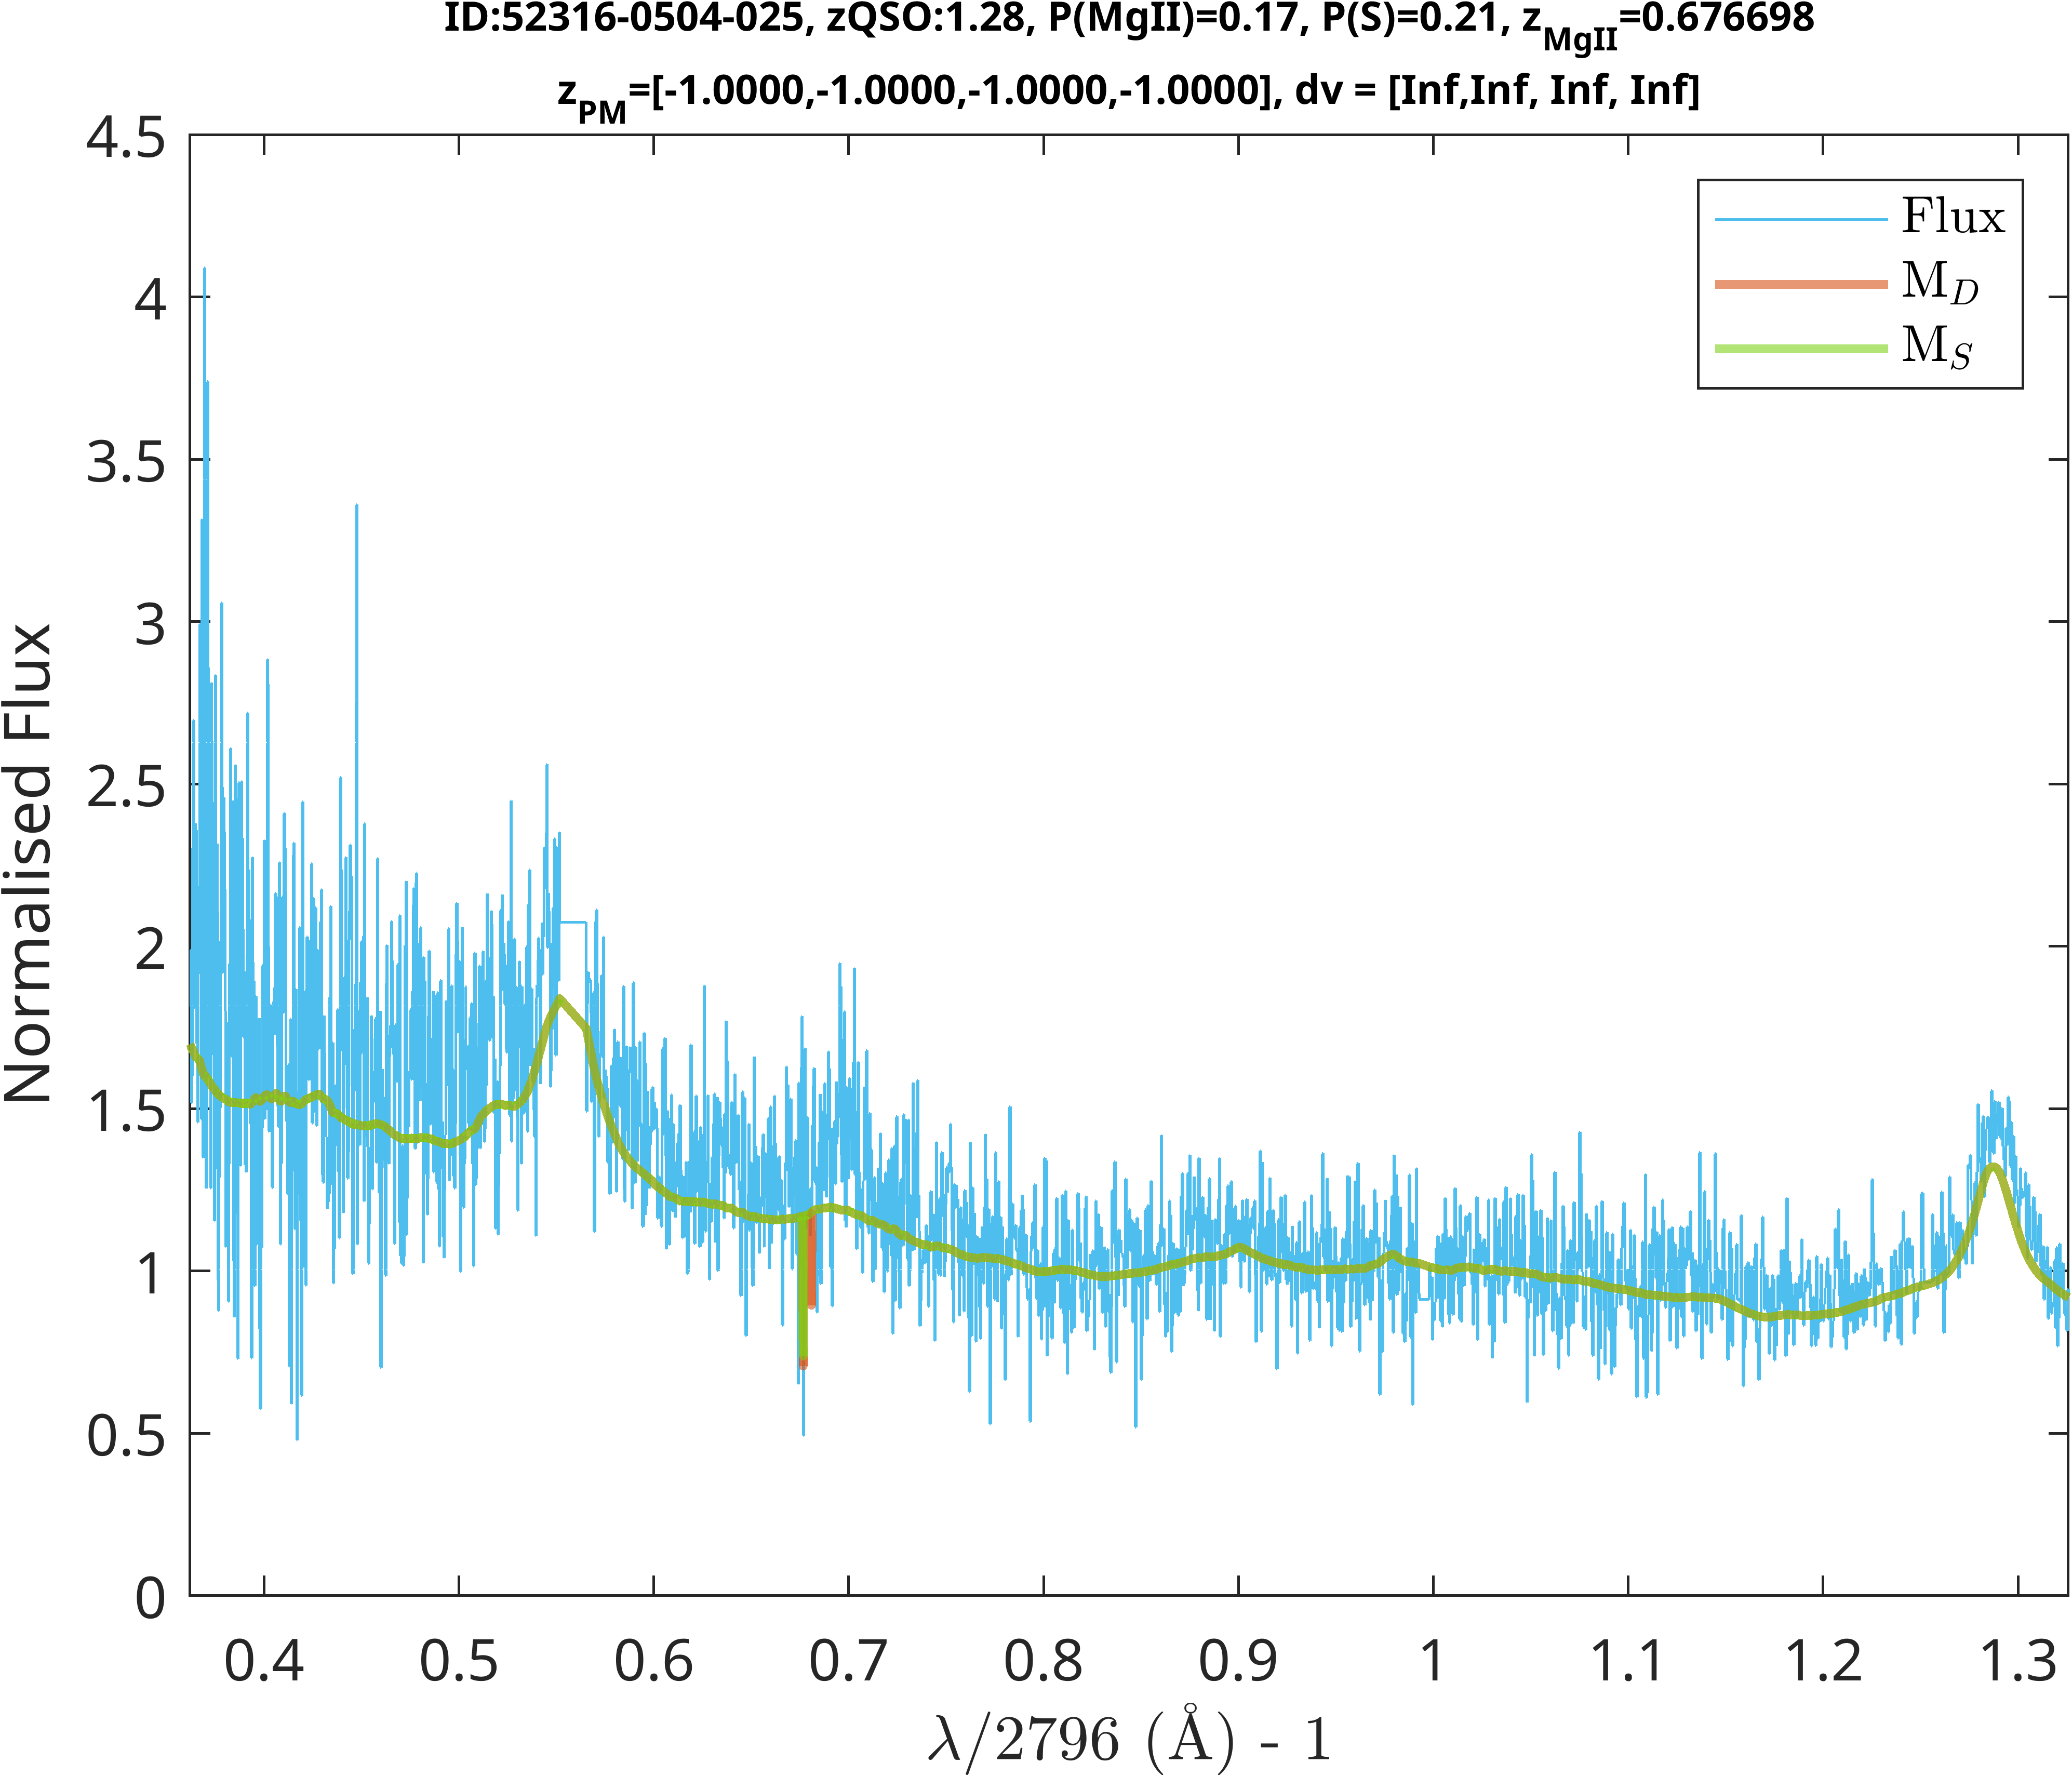 ID:52316-0504-025, zQSO:1.28, P(MgII)=0.17, P(S)=0.21, zMgII=0.676698
zPM=[-1.0000,-1.0000,-1.0000,-1.0000], dv = [Inf,Inf, Inf, Inf]
4.5
4
3.5
3
2.5
2
1.5
1
0.5
0
Normalised Flux
Flux
MD
MS
0.4 0.5 0.6 0.7 0.8 0.9 1 1.1 1.2 1.3
λ/2796 (Å) - 1